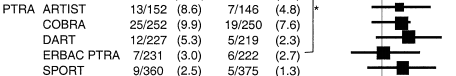 PTRA ARTIST 13/152 (8.6) 7/146 (4.8) *
COBRA 25/252 (9.9) 19/250 (7.6)
DART 12/227 (5.3) 5/219 (2.3)
ERBAC PTRA 7/231 (3.0) 6/222 (2.7)
SPORT 9/360 (2.5) 5/375 (1.3)